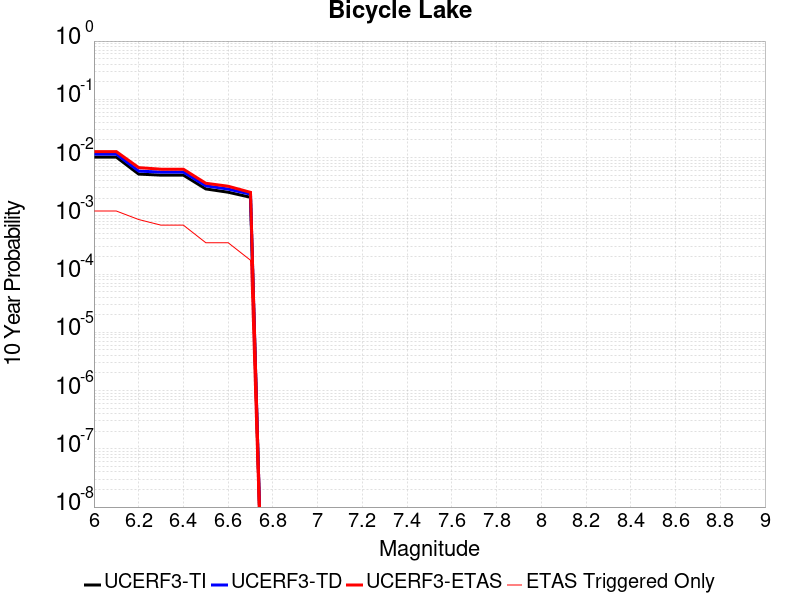 Bicycle Lake
10 0
10 -1
10 -2
10 -3
10 -4
10 -5
10 -6
10 -7
10 -8
10 Year Probability
6 6.2 6.4 6.6 6.8 7 7.2 7.4 7.6 7.8 8 8.2 8.4 8.6 8.8 9
Magnitude
UCERF3-TI UCERF3-TD UCERF3-ETAS ETAS Triggered Only